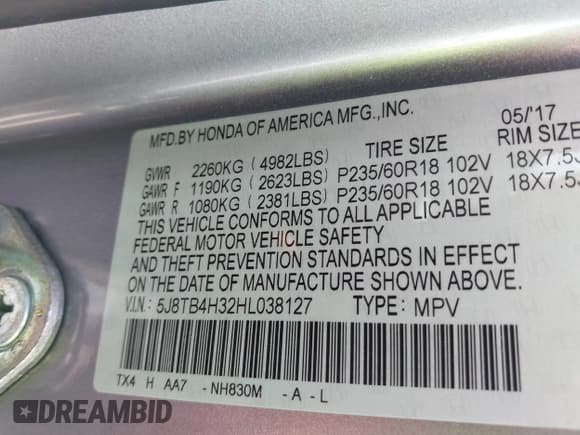 MFD.BY HONDA OF AMERICA MFG.,INC. 05/'17
TIRE SIZE RIM SIZE
GVWR 2260KG (4982LBS)
GAWR F 1190KG (2623LBS) P235/60R18 102V 18X7.5
GAWR R 1080KG (2381LBS) P235/60R18 102V 18X7.5
THIS VEHICLE CONFORMS TO ALL APPLICABLE
FEDERAL MOTOR VEHICLE SAFETY
AND THEFT PREVENTION STANDARDS IN EFFECT
ON THE DATE OF MANUFACTURE SHOWN ABOVE.
V.I.N.: 5J8TB4H32HL038127 TYPE: MPV
TX4 H AA7 - NH830M - A - L
DREAMBID